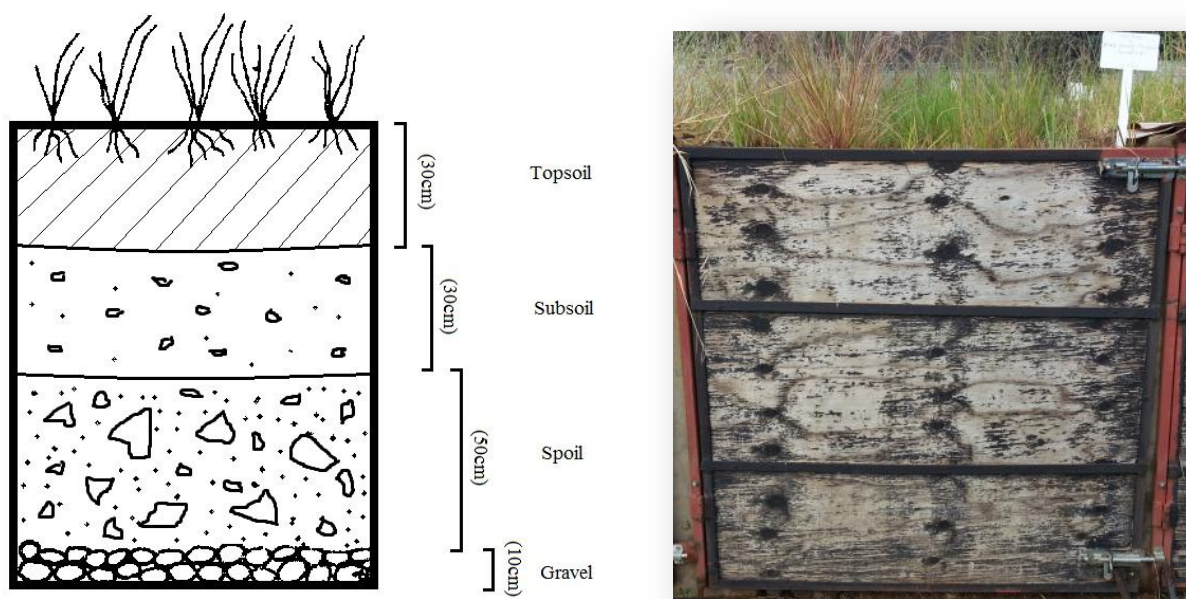 (30cm)
Topsoil
(30cm)
Subsoil
(50cm)
Spoil
(10cm)
Gravel